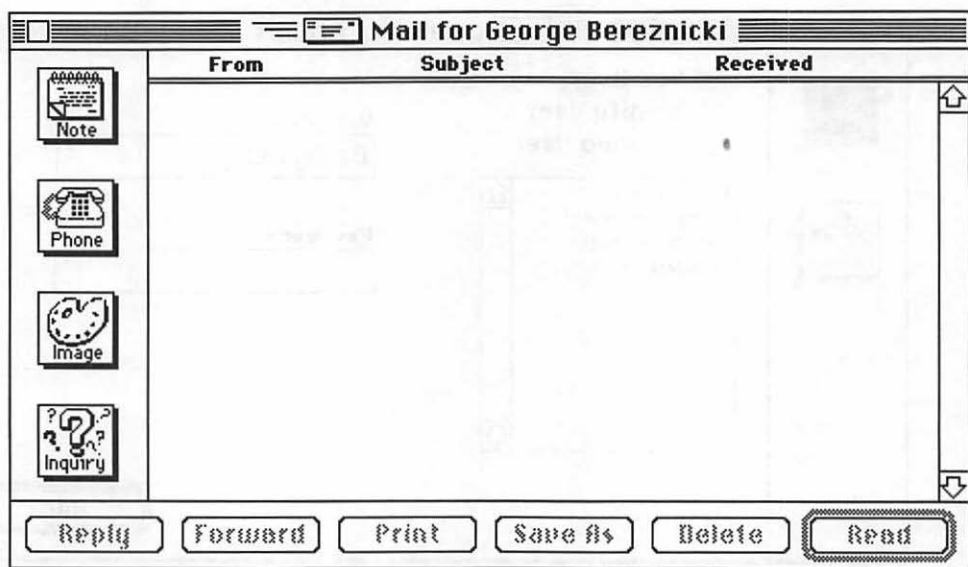 Mail for George Bereznicki
From Subject Received
Note
Phone
Image
Inquiry
Reply Forward Print Save As Delete Read